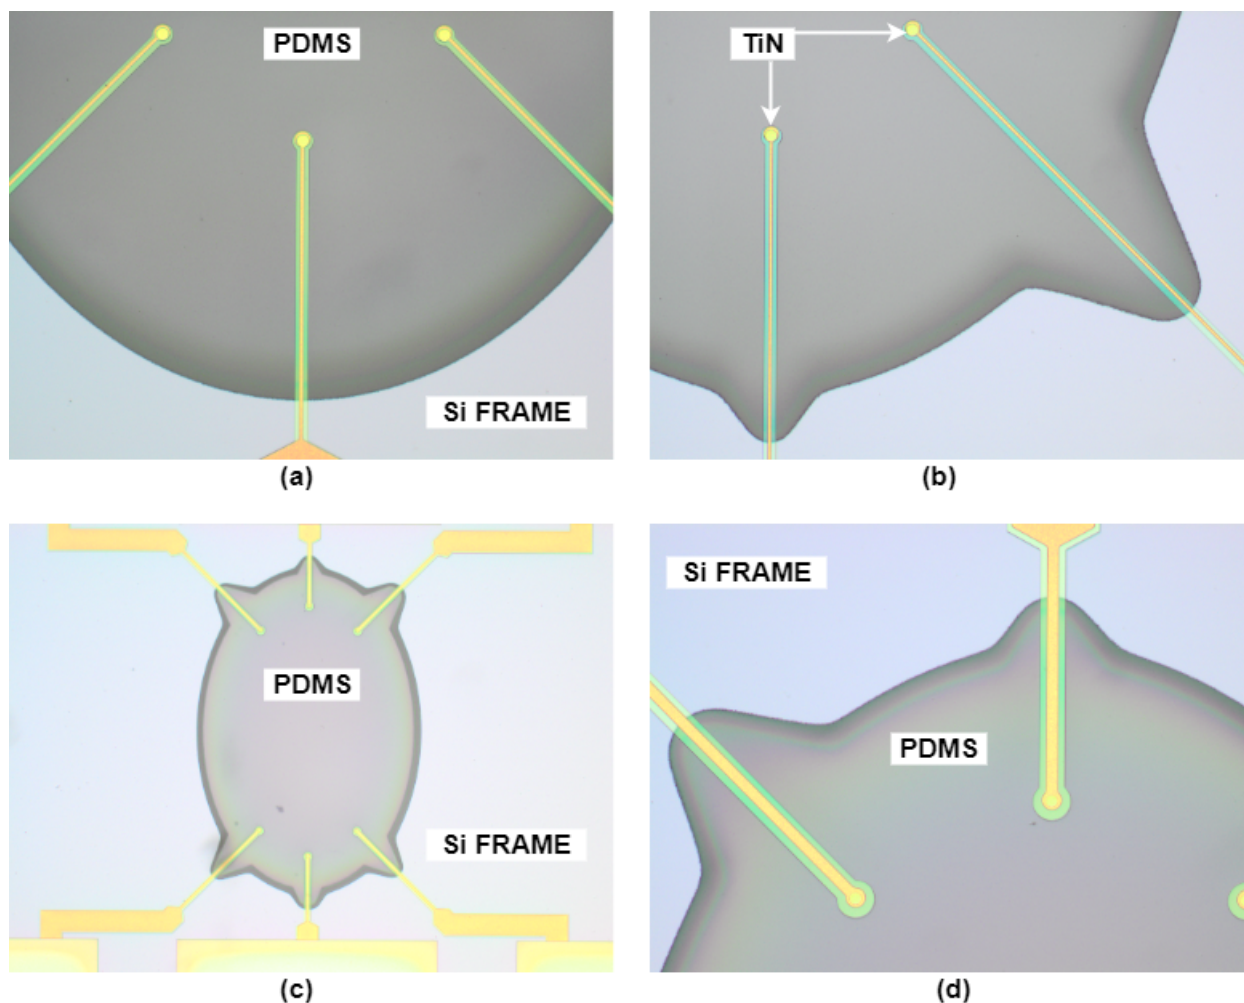 PDMS
Si FRAME
(a)
TiN
(b)
PDMS
Si FRAME
(c)
Si FRAME
PDMS
(d)